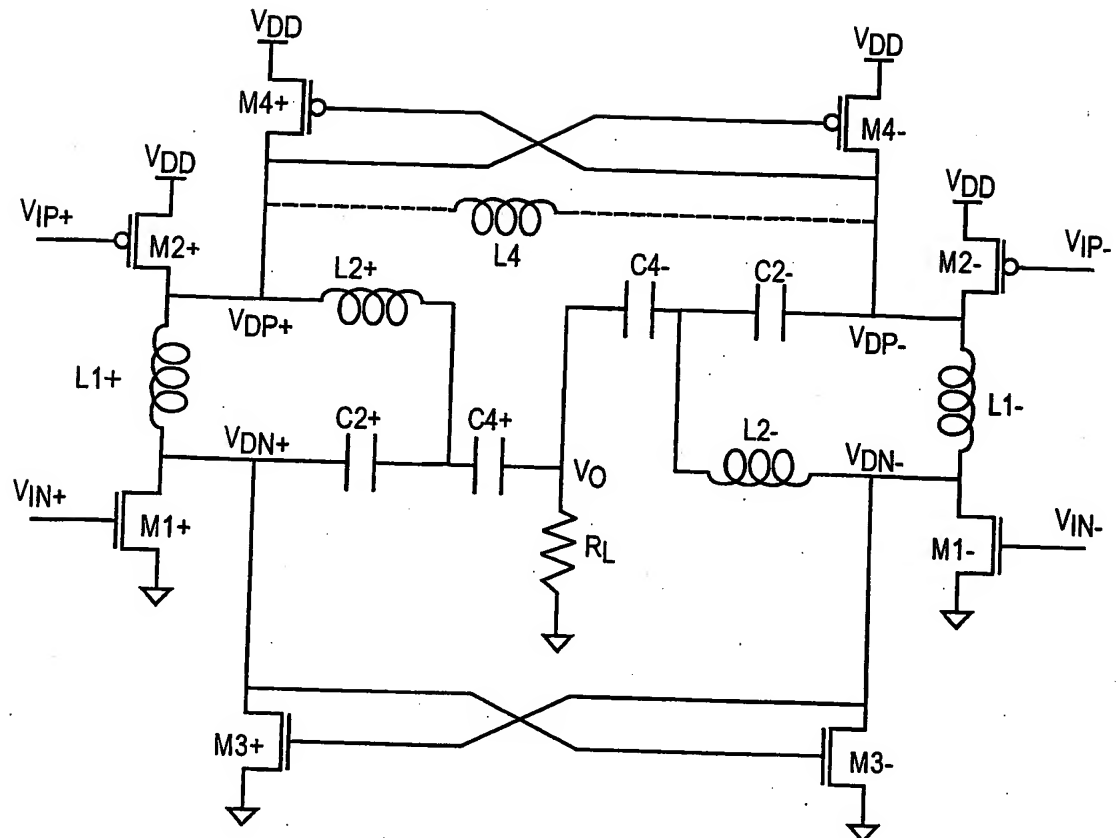 VDD
VDD
M4+
M4-
VDD
VDD
VIP+
M2+
M2-
VIP-
L4
L2+
C4-
C2-
VDP+
VDP-
L1+
L1-
C2+
C4+
L2-
VDN+
VO
VDN-
VIN+
M1+
RL
M1-
VIN-
M3+
M3-